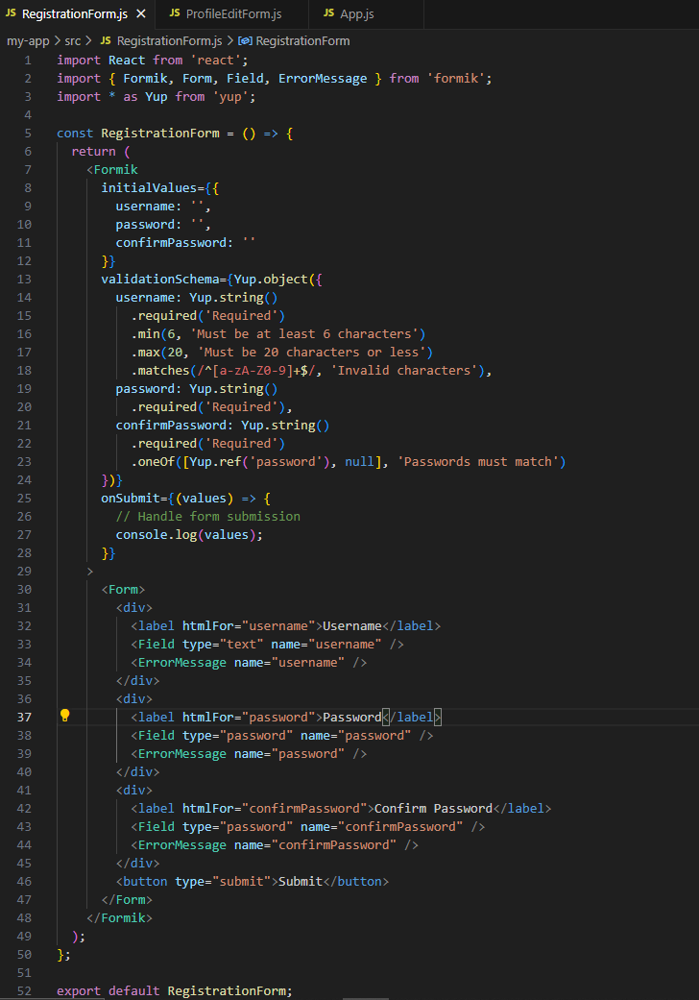 JS RegistrationForm.js × JS ProfileEditForm.js JS App.js
my-app > src > JS RegistrationForm.js > RegistrationForm
1 import React from 'react';
2 import { Formik, Form, Field, ErrorMessage } from 'formik';
3 import * as Yup from 'yup';
4
5 const RegistrationForm = () => {
6   return (
7     <Formik
8       initialValues={{
9         username: '',
10         password: '',
11         confirmPassword: ''
12       }}
13       validationSchema={Yup.object({
14         username: Yup.string()
15           .required('Required')
16           .min(6, 'Must be at least 6 characters')
17           .max(20, 'Must be 20 characters or less')
18           .matches(/^[a-zA-Z0-9]+$/, 'Invalid characters'),
19         password: Yup.string()
20           .required('Required'),
21         confirmPassword: Yup.string()
22           .required('Required')
23           .oneOf([Yup.ref('password'), null], 'Passwords must match')
24       })}
25       onSubmit={(values) => {
26         // Handle form submission
27         console.log(values);
28       }}
29     >
30       <Form>
31         <div>
32           <label htmlFor="username">Username</label>
33           <Field type="text" name="username" />
34           <ErrorMessage name="username" />
35         </div>
36         <div>
37           <label htmlFor="password">Password</label>
38           <Field type="password" name="password" />
39           <ErrorMessage name="password" />
40         </div>
41         <div>
42           <label htmlFor="confirmPassword">Confirm Password</label>
43           <Field type="password" name="confirmPassword" />
44           <ErrorMessage name="confirmPassword" />
45         </div>
46         <button type="submit">Submit</button>
47       </Form>
48     </Formik>
49   );
50 };
51
52 export default RegistrationForm;